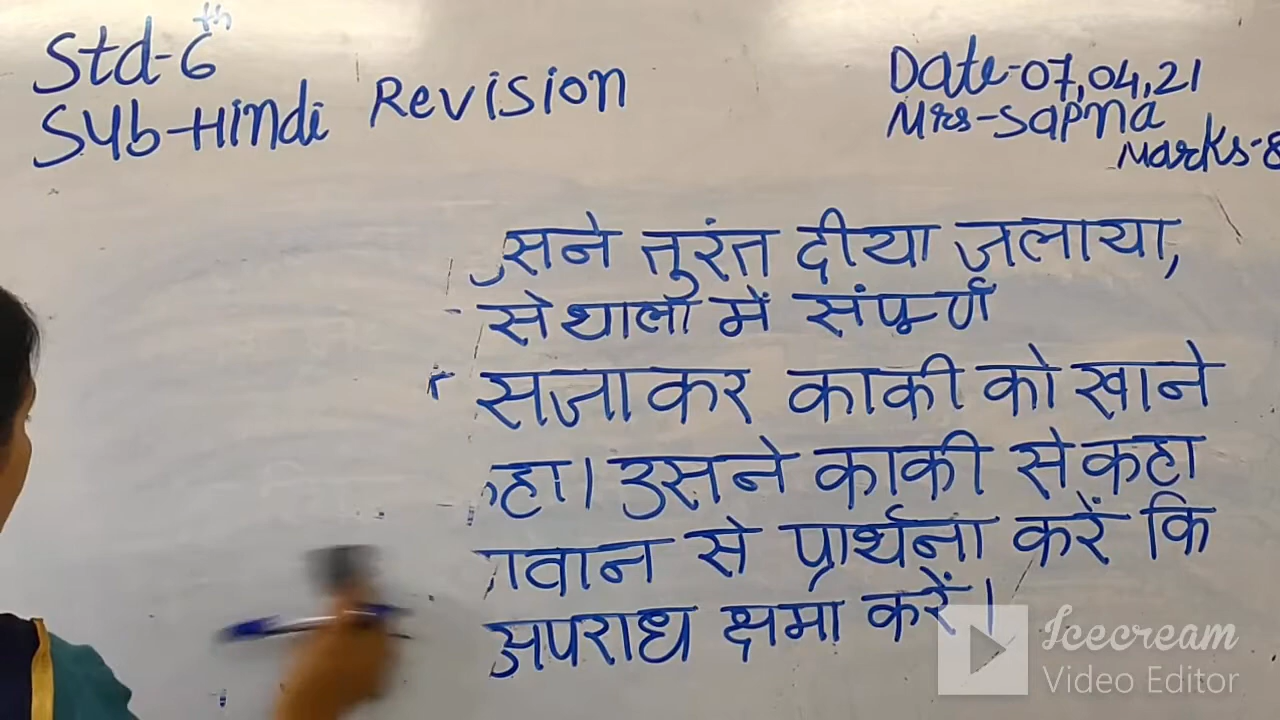 Std-6th
Sub-Hindi Revision
Date-07,04,21
Mrs-Sapna
Marks-8
सने तुरंत दीया जलाया,
से थाली में संपूर्ण
सजाकर काकी को खाने
हा। उसने काकी से कहा
वान से प्रार्थना करें कि
अपराध क्षमा करें।
Icecream
Video Editor